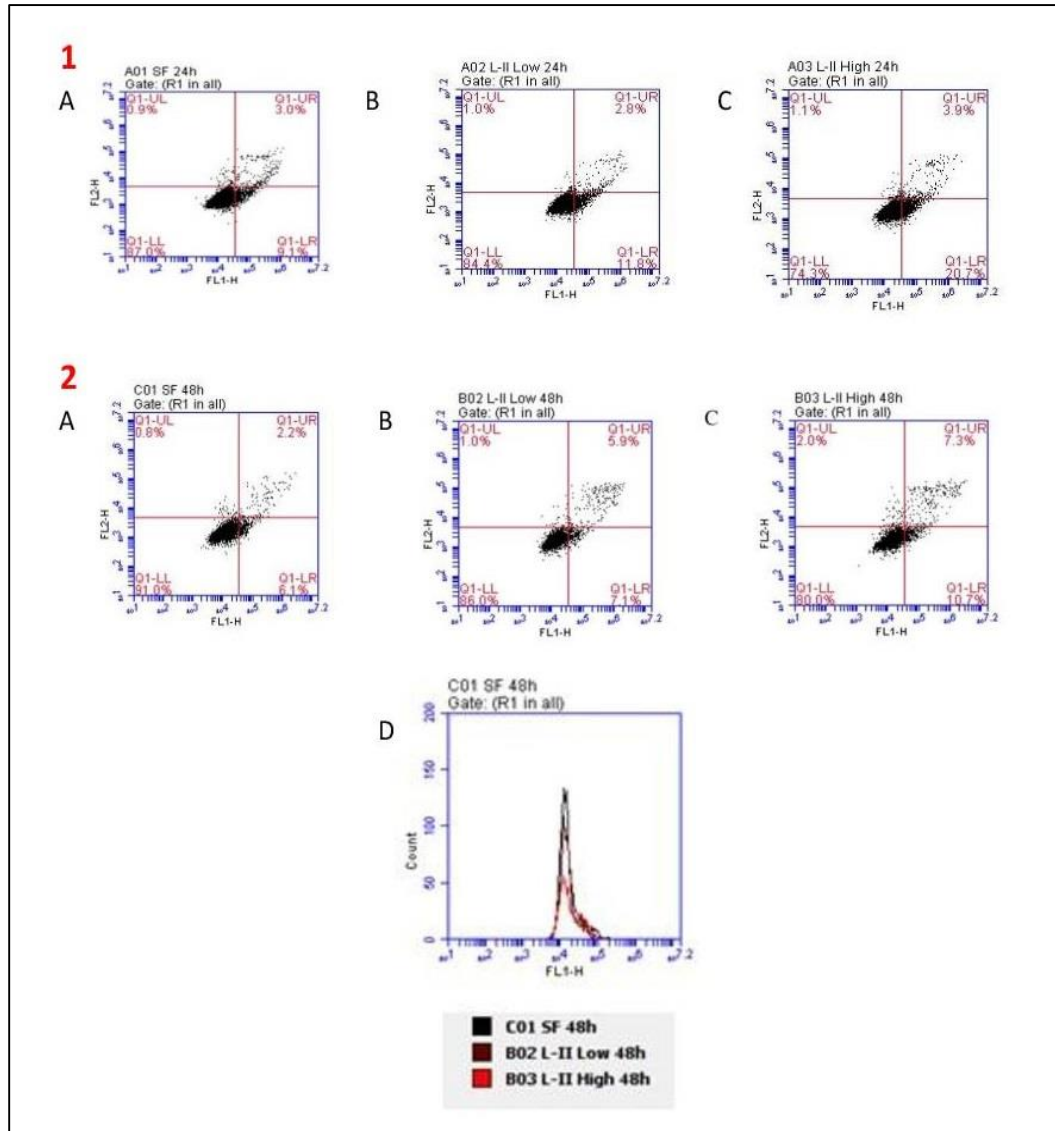 1
A
A01 SF 24h
Gate: (R1 in all)
Q1-UL
0.9%
Q1-UR
3.0%
Q1-LL
87.0%
Q1-LR
9.1%
FL2-H
FL1-H
B
A02 L-II Low 24h
Gate: (R1 in all)
Q1-UL
1.0%
Q1-UR
2.8%
Q1-LL
84.4%
Q1-LR
11.8%
FL2-H
FL1-H
C
A03 L-II High 24h
Gate: (R1 in all)
Q1-UL
1.1%
Q1-UR
3.9%
Q1-LL
74.3%
Q1-LR
20.7%
FL2-H
FL1-H
2
A
C01 SF 48h
Gate: (R1 in all)
Q1-UL
0.8%
Q1-UR
2.2%
Q1-LL
91.0%
Q1-LR
6.1%
FL2-H
FL1-H
B
B02 L-II Low 48h
Gate: (R1 in all)
Q1-UL
1.0%
Q1-UR
5.9%
Q1-LL
86.0%
Q1-LR
7.1%
FL2-H
FL1-H
C
B03 L-II High 48h
Gate: (R1 in all)
Q1-UL
2.0%
Q1-UR
7.3%
Q1-LL
80.0%
Q1-LR
10.7%
FL2-H
FL1-H
D
C01 SF 48h
Gate: (R1 in all)
200
150
100
50
0
Count
FL1-H
C01 SF 48h
B02 L-II Low 48h
B03 L-II High 48h